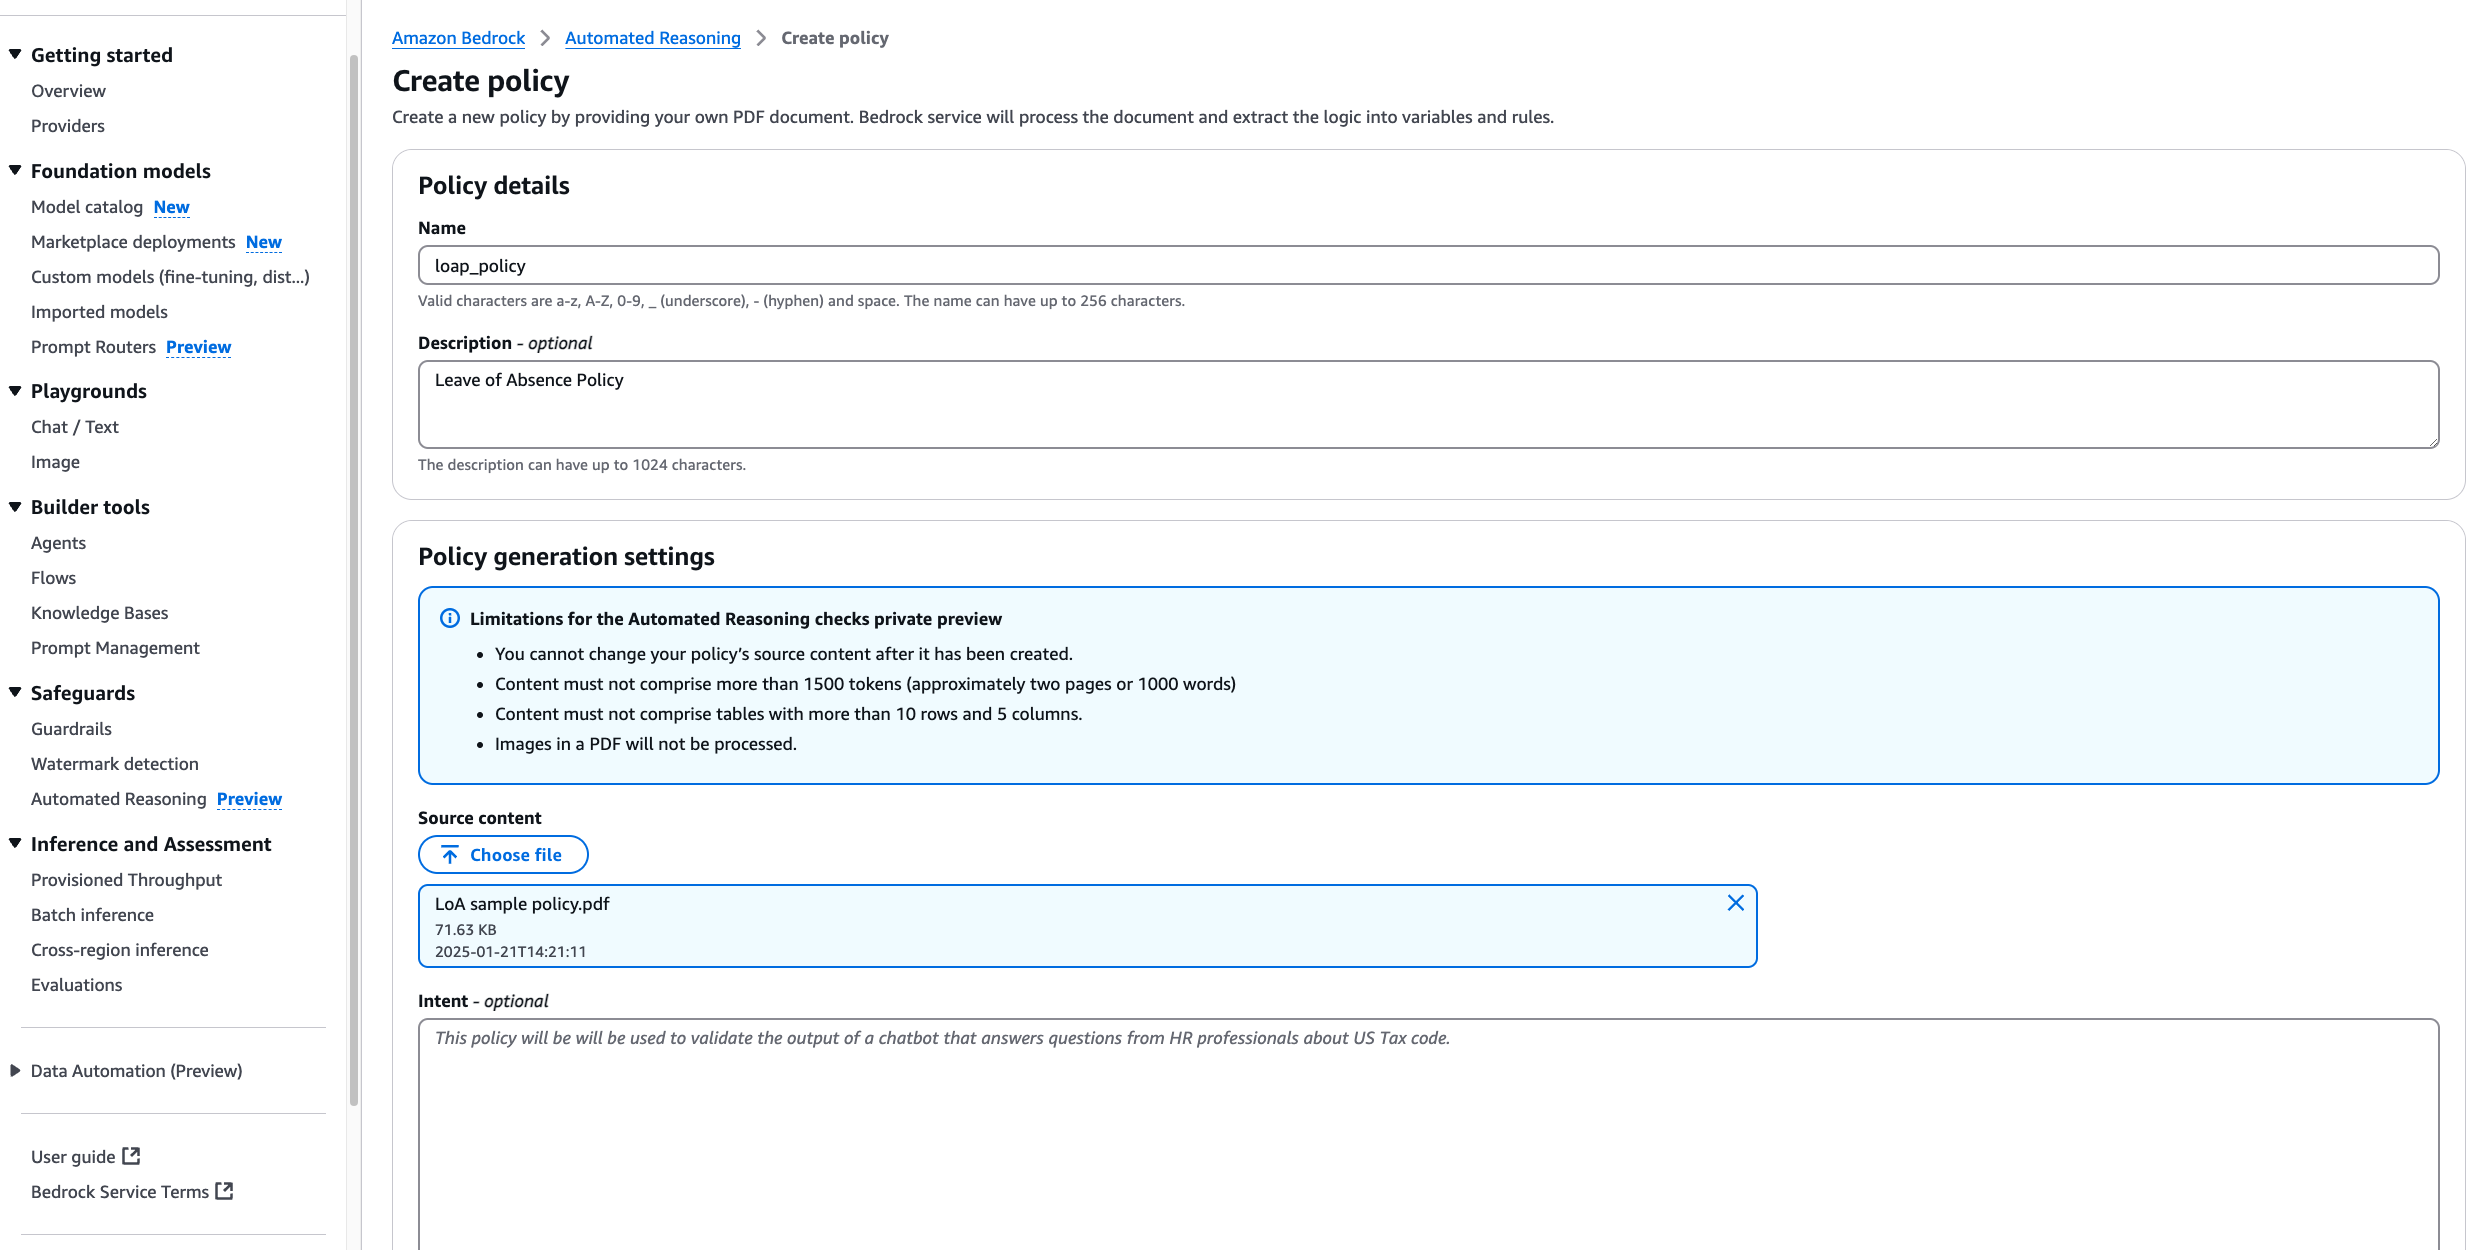 Getting started
Overview
Providers
Foundation models
Model catalog New
Marketplace deployments New
Custom models (fine-tuning, dist...)
Imported models
Prompt Routers Preview
Playgrounds
Chat / Text
Image
Builder tools
Agents
Flows
Knowledge Bases
Prompt Management
Safeguards
Guardrails
Watermark detection
Automated Reasoning Preview
Inference and Assessment
Provisioned Throughput
Batch inference
Cross-region inference
Evaluations
Data Automation (Preview)
User guide
Bedrock Service Terms
Amazon Bedrock > Automated Reasoning > Create policy
Create policy
Create a new policy by providing your own PDF document. Bedrock service will process the document and extract the logic into variables and rules.
Policy details
Name
loap_policy
Valid characters are a-z, A-Z, 0-9, _ (underscore), - (hyphen) and space. The name can have up to 256 characters.
Description - optional
Leave of Absence Policy
The description can have up to 1024 characters.
Policy generation settings
Limitations for the Automated Reasoning checks private preview
• You cannot change your policy’s source content after it has been created.
• Content must not comprise more than 1500 tokens (approximately two pages or 1000 words)
• Content must not comprise tables with more than 10 rows and 5 columns.
• Images in a PDF will not be processed.
Source content
Choose file
LoA sample policy.pdf
71.63 KB
2025-01-21T14:21:11
Intent - optional
This policy will be will be used to validate the output of a chatbot that answers questions from HR professionals about US Tax code.